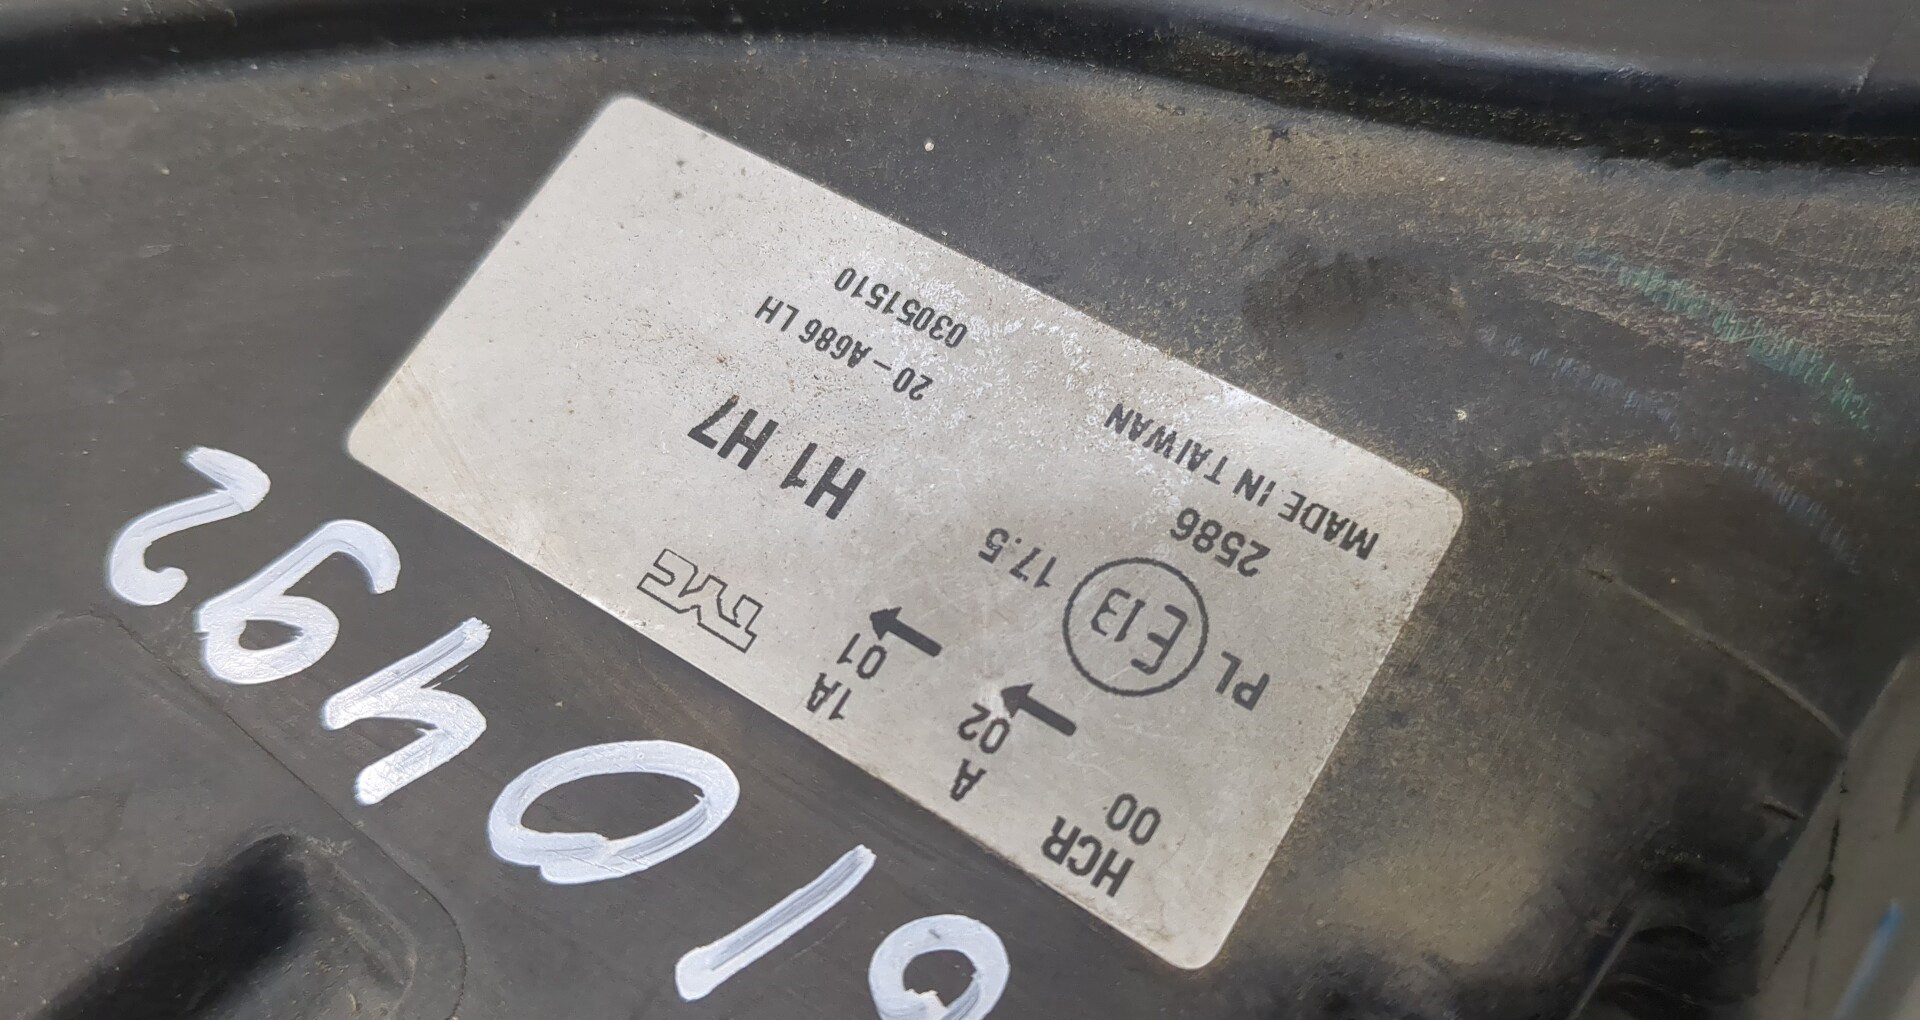 HCR A 1A TYC
00 02 01
PL E13 17.5 H1 H7
2586 20-A686 LH
MADE IN TAIWAN 03051510
610492